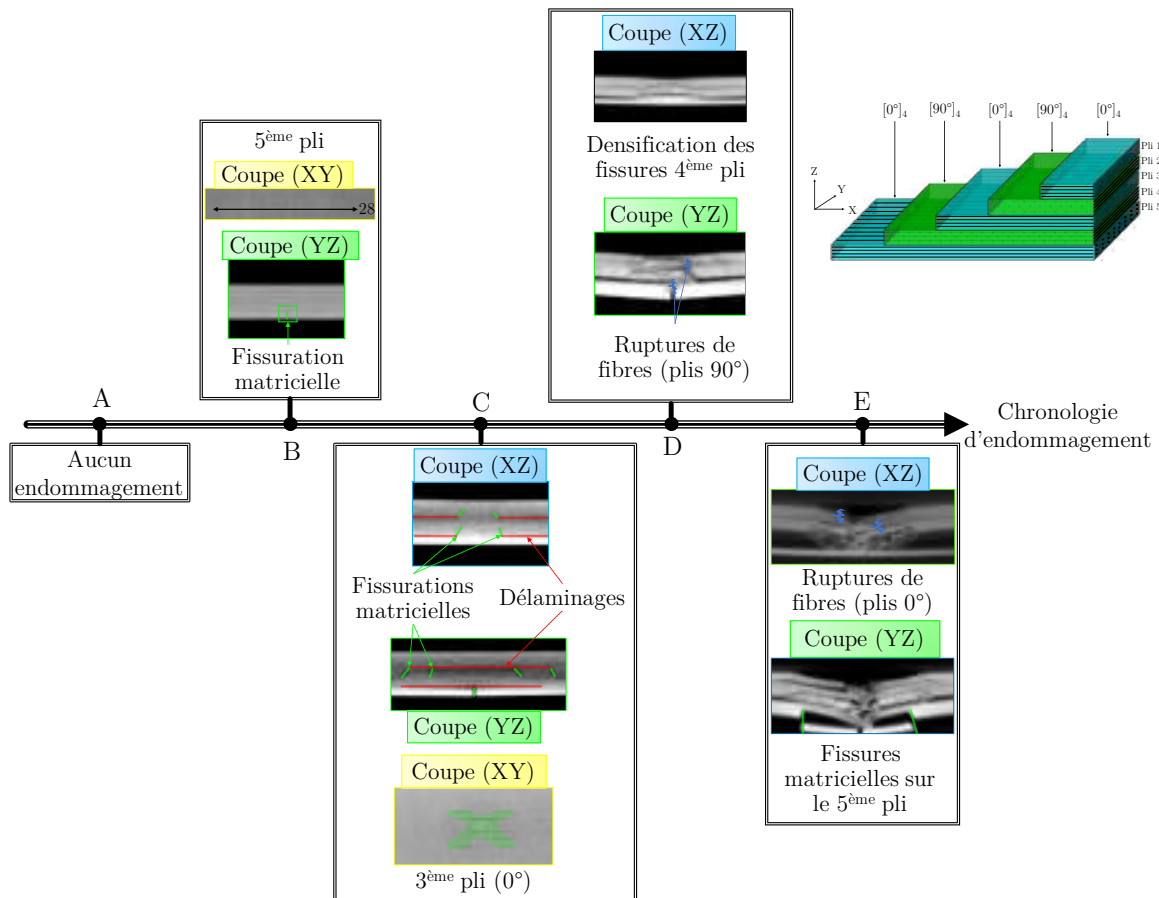 5ème pli
Coupe (XY)
28
Coupe (YZ)
Fissuration
matricielle
A
Aucun
endommagement
B
C
Coupe (XZ)
Fissurations
matricielles
Délaminages
Coupe (YZ)
Coupe (XY)
3ème pli (0°)
Coupe (XZ)
Densification des
fissures 4ème pli
Coupe (YZ)
Ruptures de
fibres (plis 90°)
D
E
Coupe (XZ)
Ruptures de
fibres (plis 0°)
Coupe (YZ)
Fissures
matricielles sur
le 5ème pli
Chronologie
d'endommagement
[0°]4 [90°]4 [0°]4 [90°]4 [0°]4
Z
Y
X
Pli 1
Pli 2
Pli 3
Pli 4
Pli 5